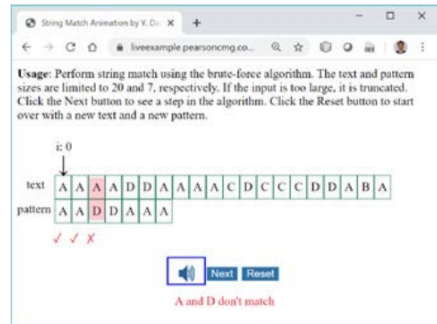 String Match Animation by Y. Da
liveexample.pearsoncmg.co...
Usage: Perform string match using the brute-force algorithm. The text and pattern
sizes are limited to 20 and 7, respectively. If the input is too large, it is truncated.
Click the Next button to see a step in the algorithm. Click the Reset button to start
over with a new text and a new pattern.
i: 0
text A A A A D D A A A A C D C C C D D A B A
pattern A A D D A A A
✓ ✓ X
Next Reset
A and D don't match